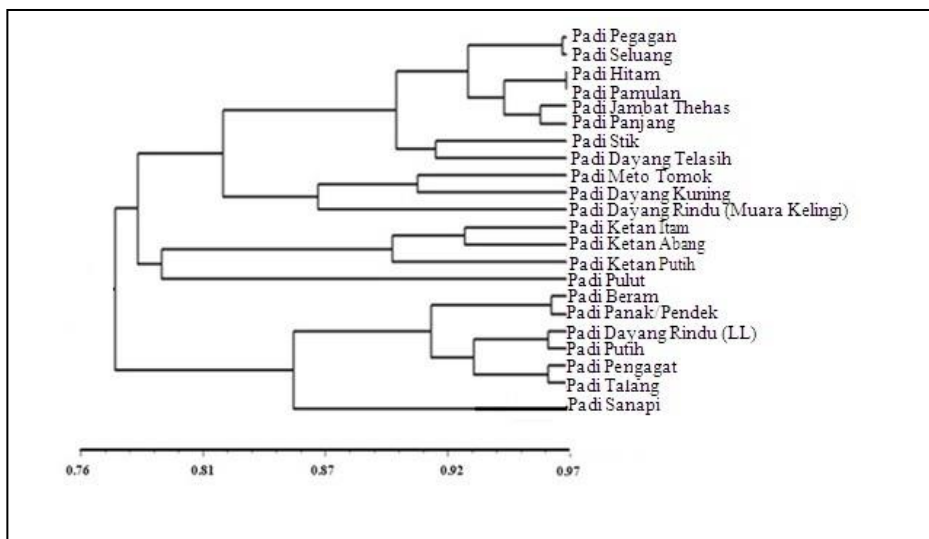 Padi Pegagan
Padi Seluang
Padi Hitam
Padi Pamulan
Padi Jambat Thehas
Padi Panjang
Padi Stik
Padi Dayang Telasih
Padi Meto Tomok
Padi Dayang Kuning
Padi Dayang Rindu (Muara Kelingi)
Padi Ketan Itam
Padi Ketan Abang
Padi Ketan Putih
Padi Pulut
Padi Beram
Padi Panak/Pendek
Padi Dayang Rindu (LL)
Padi Putih
Padi Pengagat
Padi Talang
Padi Sanapi
0.76 0.81 0.87 0.92 0.97